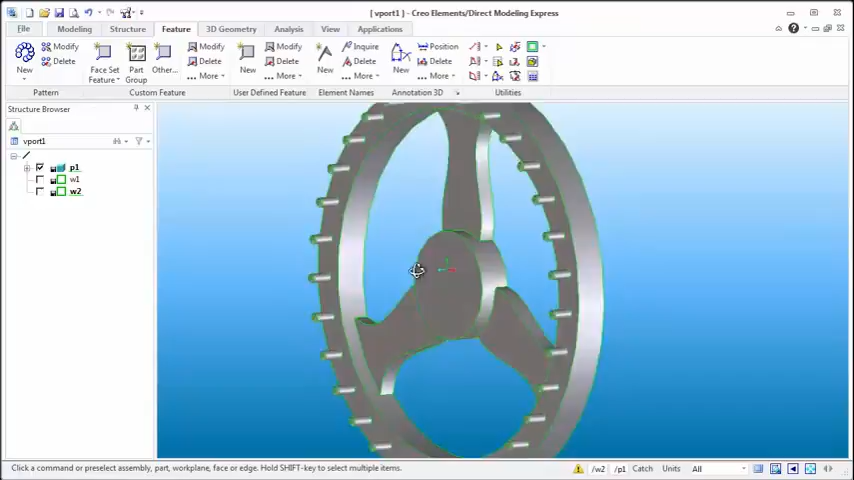 [ vport1 ] - Creo Elements/Direct Modeling Express
File Modeling Structure Feature 3D Geometry Analysis View Applications
Modify Modify Modify Inquire Position
Delete Delete Delete Delete Delete
New Face Set Feature Part Group Other... More New More New More New More
Pattern Custom Feature User Defined Feature Element Names Annotation 3D Utilities
Structure Browser
vport1
p1
w1
w2
Click a command or preselect assembly, part, workplane, face or edge. Hold SHIFT-key to select multiple items. /w2 /p1 Catch Units All